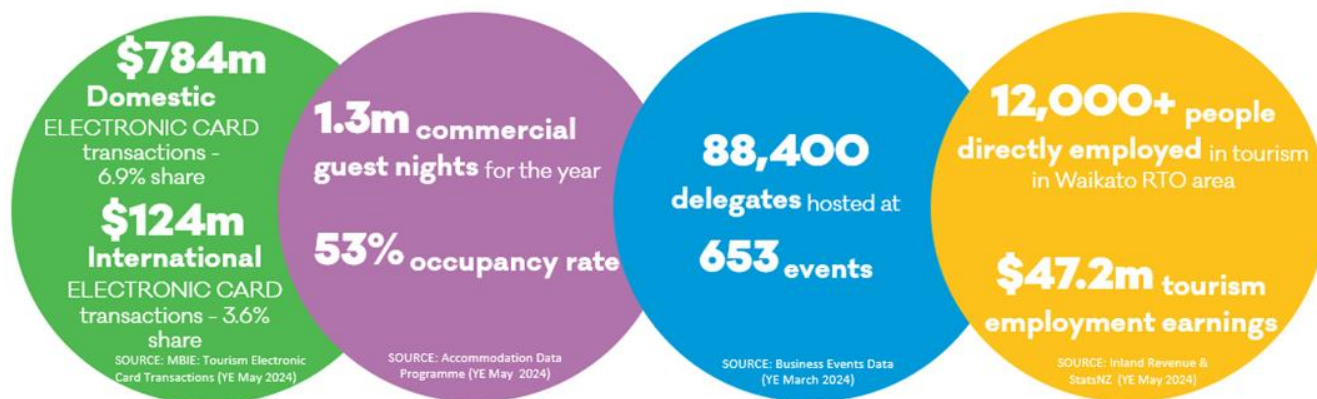 $784m
Domestic
ELECTRONIC CARD
transactions -
6.9% share
$124m
International
ELECTRONIC CARD
transactions - 3.6%
share
SOURCE: MBIE: Tourism Electronic
Card Transactions (YE May 2024)
1.3m commercial
guest nights for the year
53% occupancy rate
SOURCE: Accommodation Data
Programme (YE May 2024)
88,400
delegates hosted at
653 events
SOURCE: Business Events Data
(YE March 2024)
12,000+ people
directly employed in tourism
in Waikato RTO area
$47.2m tourism
employment earnings
SOURCE: Inland Revenue &
StatsNZ (YE May 2024)